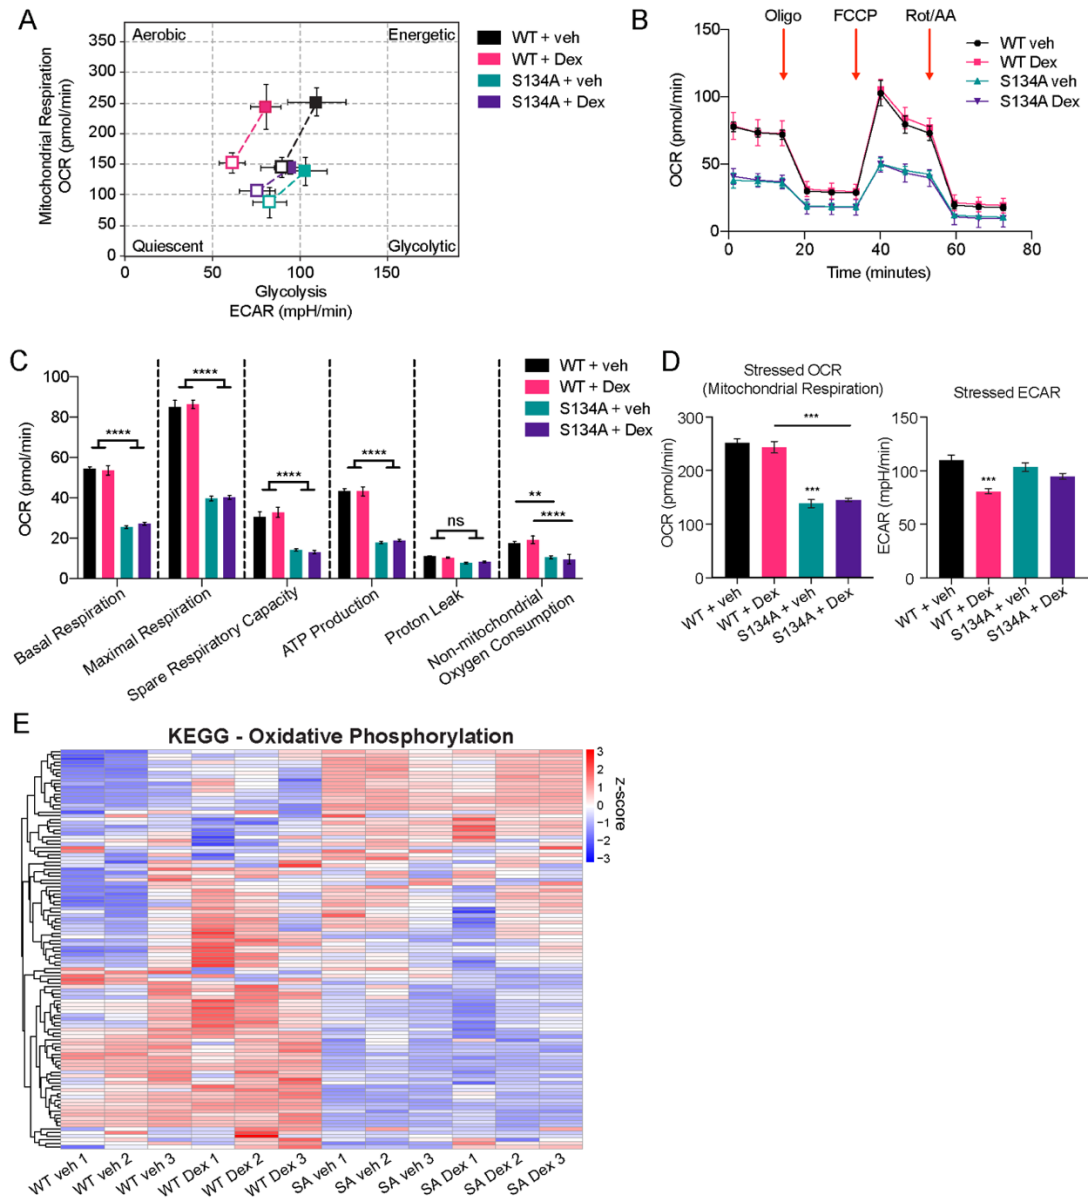 A
Aerobic
Energetic
Quiescent
Glycolytic
Mitochondrial Respiration
OCR (pmol/min)
350
300
250
200
150
100
50
0
0
50
100
150
Glycolysis
ECAR (mpH/min)
WT + veh
WT + Dex
S134A + veh
S134A + Dex
B
Oligo
FCCP
Rot/AA
OCR (pmol/min)
150
100
50
0
0
20
40
60
80
Time (minutes)
WT veh
WT Dex
S134A veh
S134A Dex
C
OCR (pmol/min)
100
80
60
40
20
0
****
****
****
****
ns
**
****
WT + veh
WT + Dex
S134A + veh
S134A + Dex
Basal Respiration
Maximal Respiration
Spare Respiratory Capacity
ATP Production
Proton Leak
Non-mitochondrial
Oxygen Consumption
D
Stressed OCR
(Mitochondrial Respiration)
OCR (pmol/min)
300
200
100
0
***
***
WT + veh
WT + Dex
S134A + veh
S134A + Dex
Stressed ECAR
ECAR (mpH/min)
150
100
50
0
***
WT + veh
WT + Dex
S134A + veh
S134A + Dex
E
KEGG - Oxidative Phosphorylation
3
2
1
0
−1
−2
−3
z-score
WT veh 1
WT veh 2
WT veh 3
WT Dex 1
WT Dex 2
WT Dex 3
SA veh 1
SA veh 2
SA veh 3
SA Dex 1
SA Dex 2
SA Dex 3